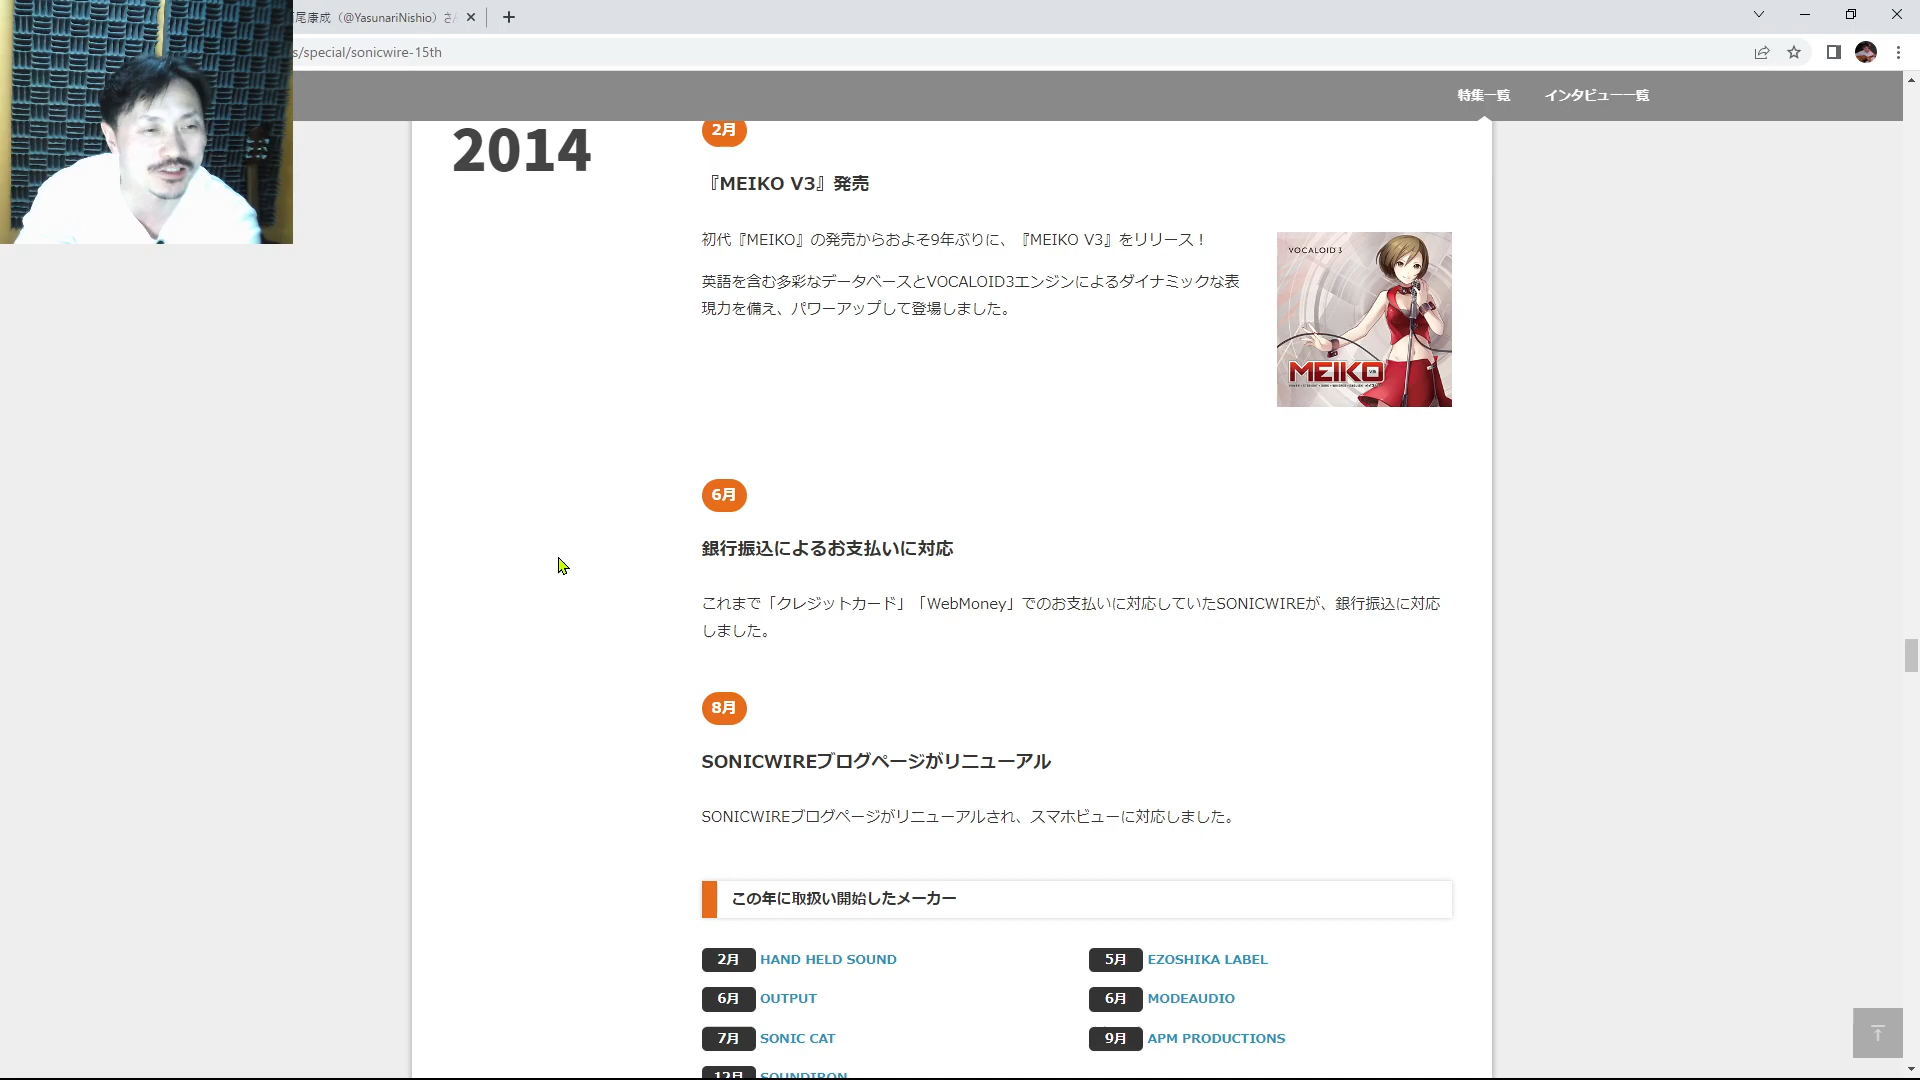 尾康成（@YasunariNishio）さ
s/special/sonicwire-15th
特集一覧 インタビュー一覧
2014
2月
『MEIKO V3』発売
初代『MEIKO』の発売からおよそ9年ぶりに、『MEIKO V3』をリリース！
英語を含む多彩なデータベースとVOCALOID3エンジンによるダイナミックな表
現力を備え、パワーアップして登場しました。
VOCALOID 3
MEIKO V3
6月
銀行振込によるお支払いに対応
これまで「クレジットカード」「WebMoney」でのお支払いに対応していたSONICWIREが、銀行振込に対応
しました。
8月
SONICWIREブログページがリニューアル
SONICWIREブログページがリニューアルされ、スマホビューに対応しました。
この年に取扱い開始したメーカー
2月 HAND HELD SOUND
5月 EZOSHIKA LABEL
6月 OUTPUT
6月 MODEAUDIO
7月 SONIC CAT
9月 APM PRODUCTIONS
12月 SOUNDIRON